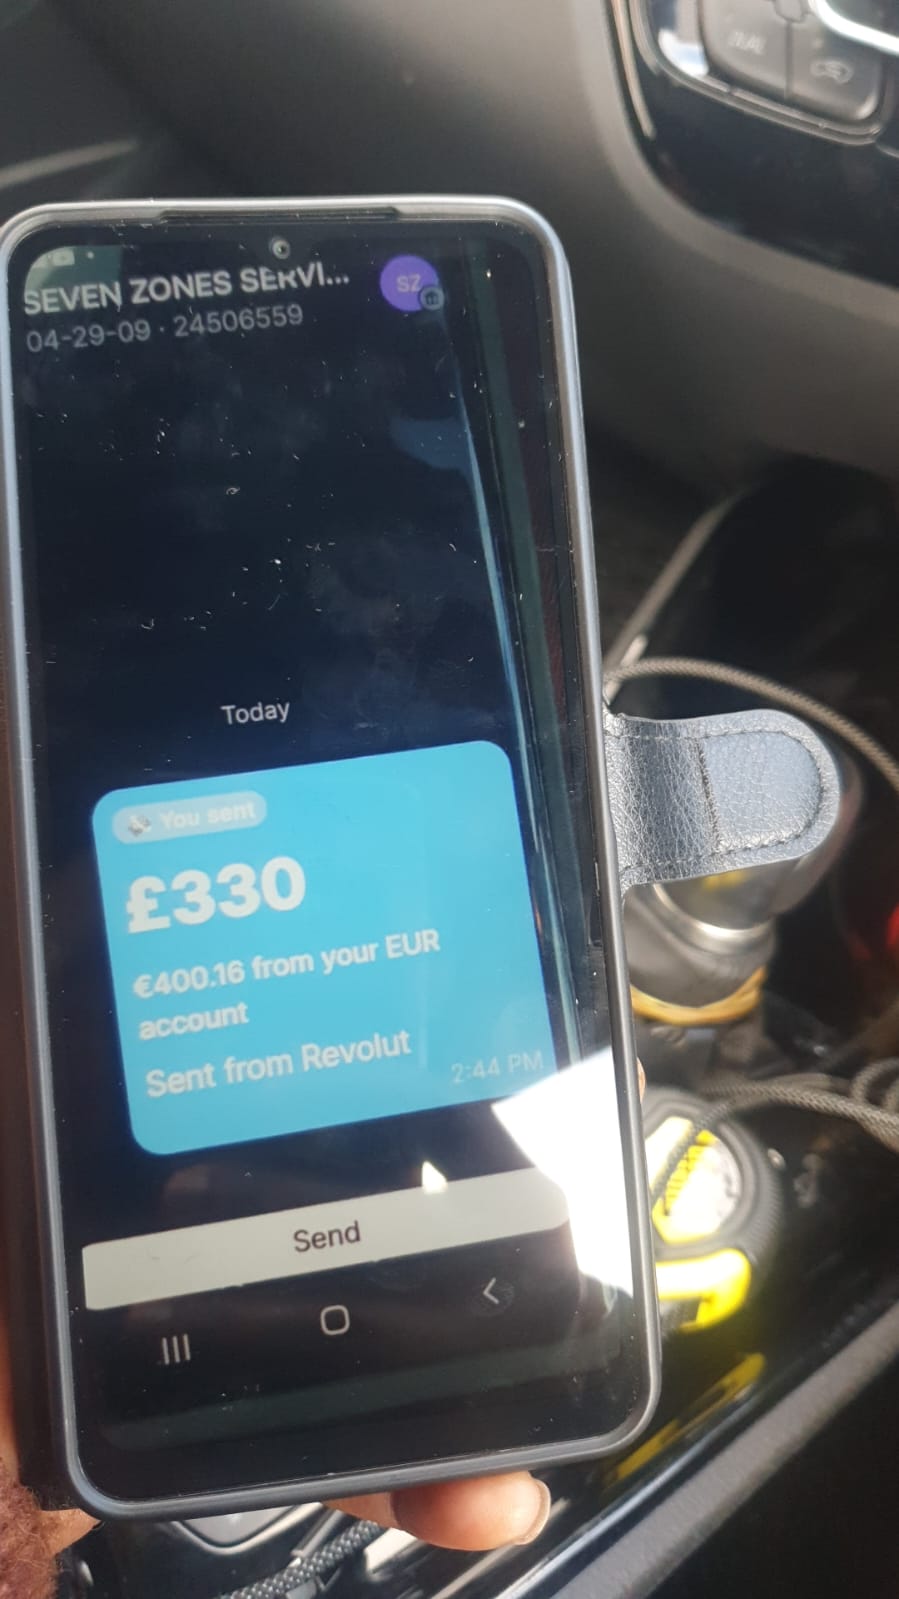 SEVEN ZONES SERVI...
SZ
04-29-09 · 24506559
Today
You sent
£330
€400.16 from your EUR
account
Sent from Revolut
2:44 PM
Send